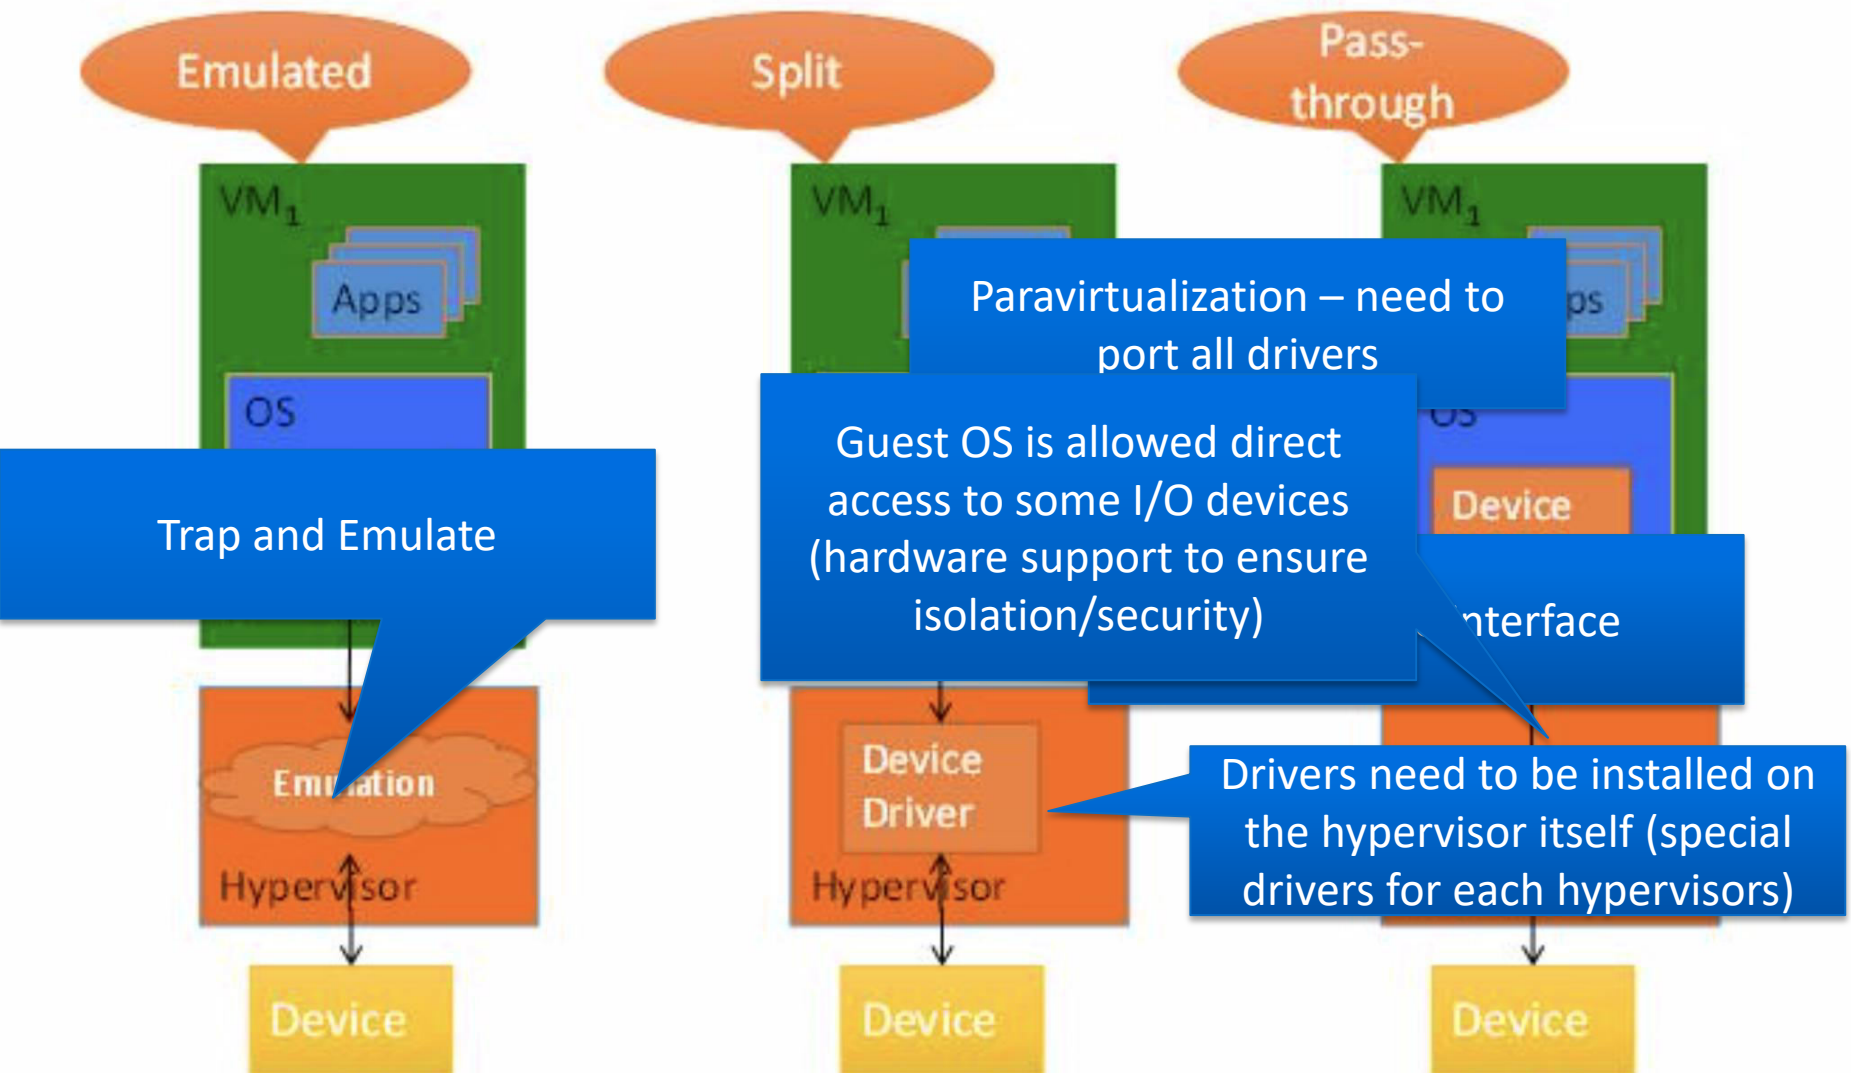 Emulated
Split
Pass-
through
VM₁
Apps
OS
Trap and Emulate
Emulation
Hypervisor
Device
VM₁
Paravirtualization – need to
port all drivers
Guest OS is allowed direct
access to some I/O devices
(hardware support to ensure
isolation/security)
Device
Driver
Hypervisor
Device
VM₁
OS
Device
Drivers need to be installed on
the hypervisor itself (special
drivers for each hypervisors)
Device